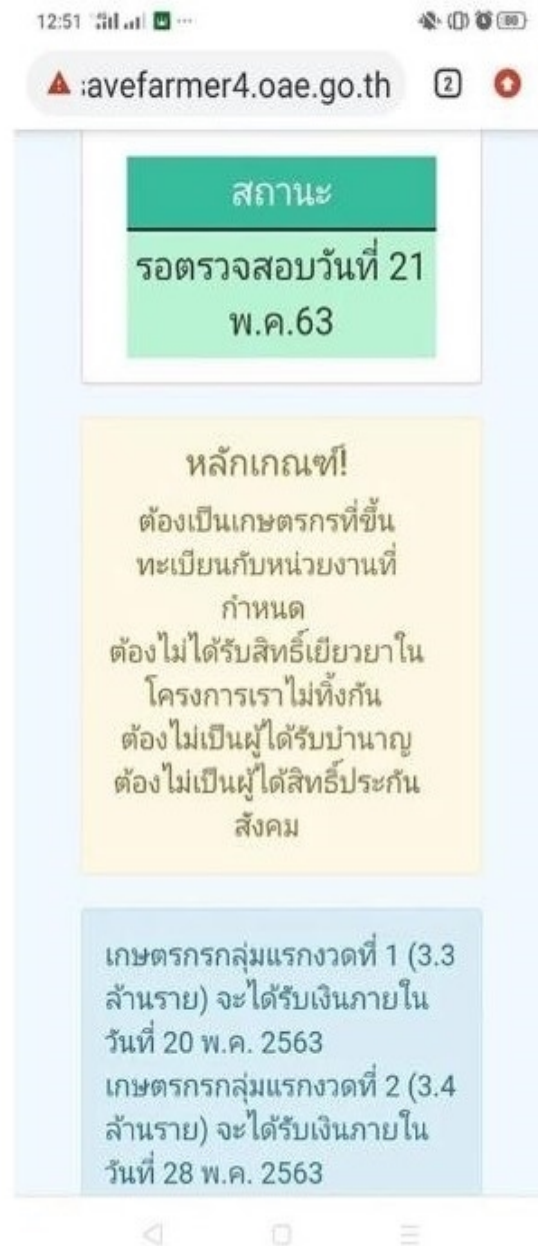 12:51
80
:avefarmer4.oae.go.th
2
สถานะ
รอตรวจสอบวันที่ 21
พ.ค.63
หลักเกณฑ์!
ต้องเป็นเกษตรกรที่ขึ้น
ทะเบียนกับหน่วยงานที่
กำหนด
ต้องไม่ได้รับสิทธิ์เยียวยาใน
โครงการเราไม่ทิ้งกัน
ต้องไม่เป็นผู้ได้รับบำนาญ
ต้องไม่เป็นผู้ได้สิทธิ์ประกัน
สังคม
เกษตรกรกลุ่มแรกงวดที่ 1 (3.3
ล้านราย) จะได้รับเงินภายใน
วันที่ 20 พ.ค. 2563
เกษตรกรกลุ่มแรกงวดที่ 2 (3.4
ล้านราย) จะได้รับเงินภายใน
วันที่ 28 พ.ค. 2563